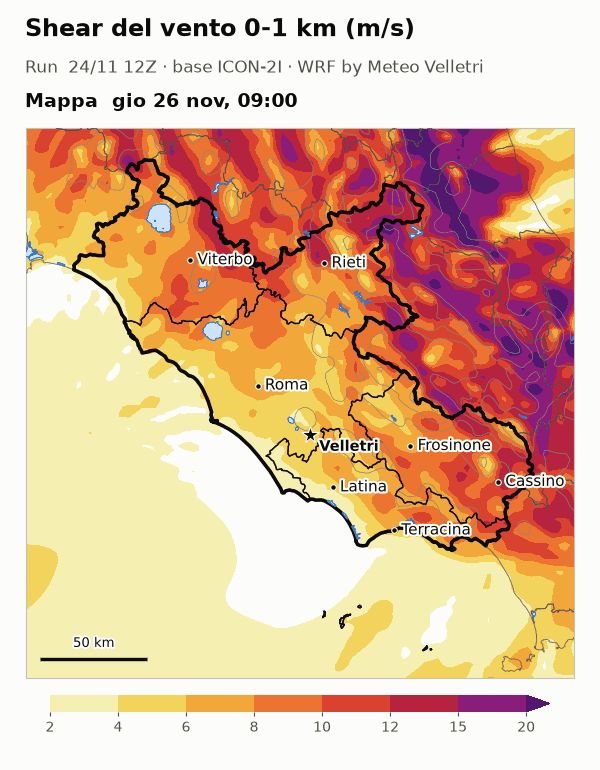 Shear del vento 0-1 km (m/s)
Run  24/11 12Z · base ICON-2I · WRF by Meteo Velletri
Mappa  gio 26 nov, 09:00
Viterbo
Rieti
Roma
Velletri
Frosinone
Cassino
Latina
Terracina
50 km
2 4 6 8 10 12 15 20